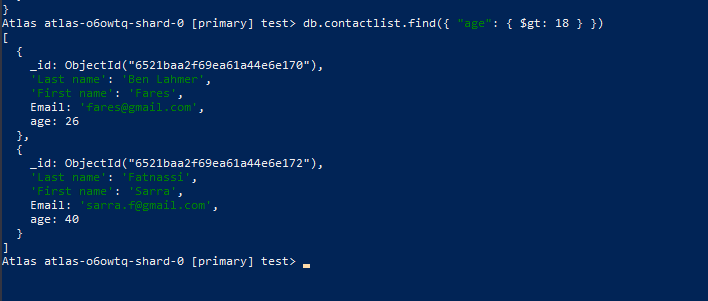 }
Atlas atlas-o6owtq-shard-0 [primary] test> db.contactlist.find({ "age": { $gt: 18 } })
[
  {
    _id: ObjectId("6521baa2f69ea61a44e6e170"),
    'Last name': 'Ben Lahmer',
    'First name': 'Fares',
    Email: 'fares@gmail.com',
    age: 26
  },
  {
    _id: ObjectId("6521baa2f69ea61a44e6e172"),
    'Last name': 'Fatnassi',
    'First name': 'Sarra',
    Email: 'sarra.f@gmail.com',
    age: 40
  }
]
Atlas atlas-o6owtq-shard-0 [primary] test>